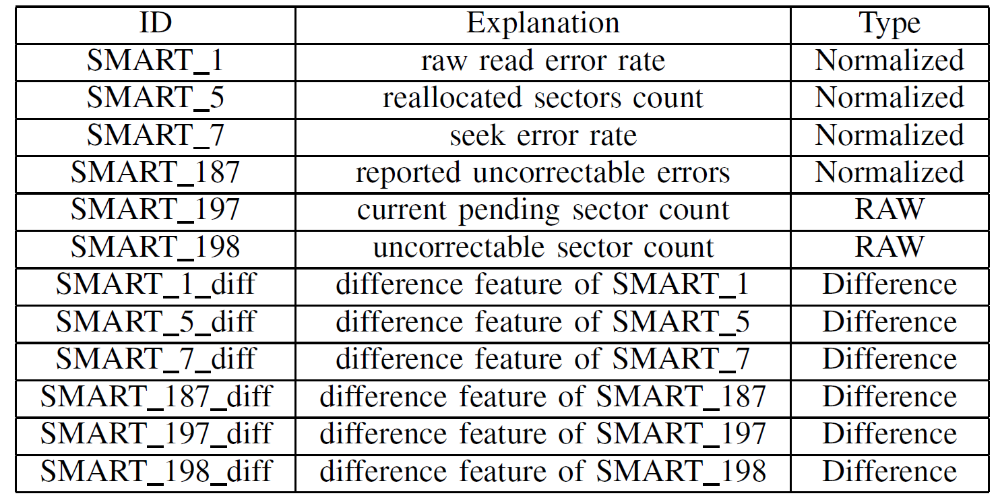 ID Explanation Type
SMART_1 raw read error rate Normalized
SMART_5 reallocated sectors count Normalized
SMART_7 seek error rate Normalized
SMART_187 reported uncorrectable errors Normalized
SMART_197 current pending sector count RAW
SMART_198 uncorrectable sector count RAW
SMART_1_diff difference feature of SMART_1 Difference
SMART_5_diff difference feature of SMART_5 Difference
SMART_7_diff difference feature of SMART_7 Difference
SMART_187_diff difference feature of SMART_187 Difference
SMART_197_diff difference feature of SMART_197 Difference
SMART_198_diff difference feature of SMART_198 Difference